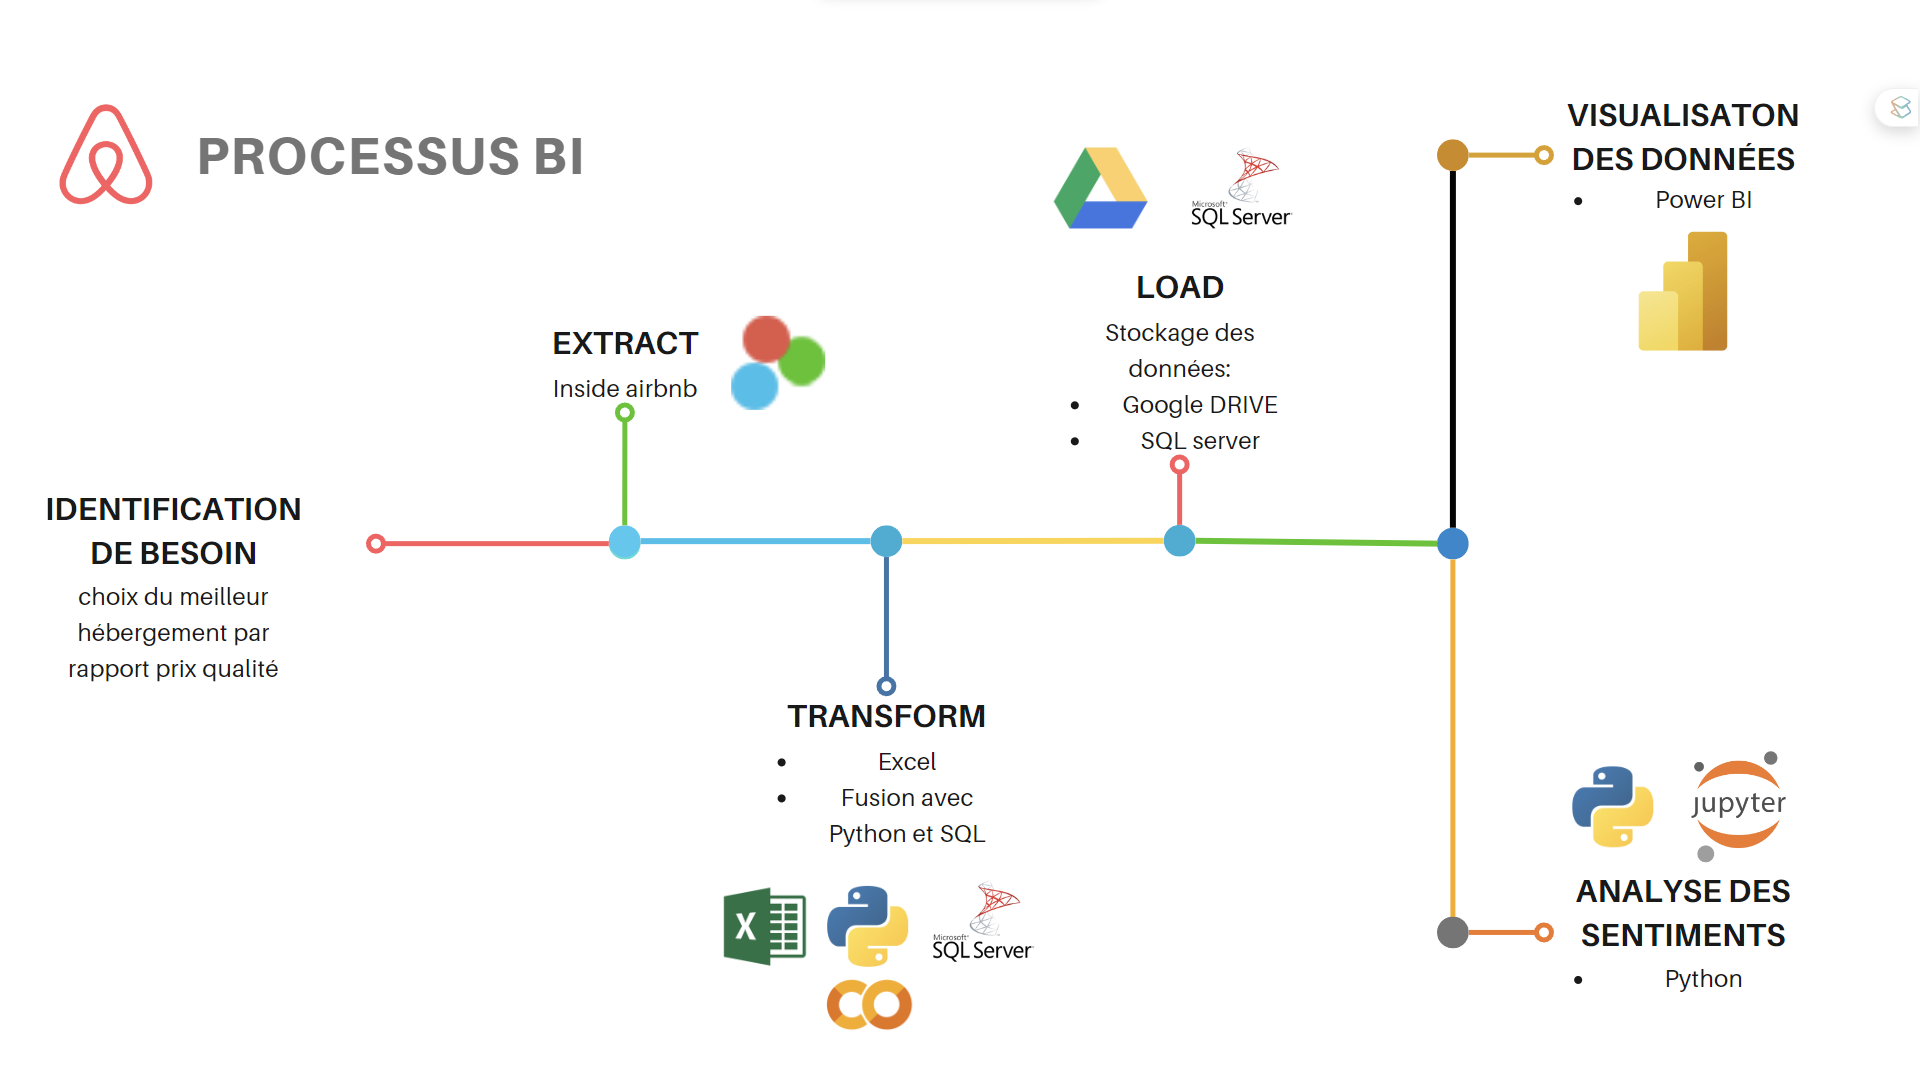 PROCESSUS BI
IDENTIFICATION
DE BESOIN
choix du meilleur
hébergement par
rapport prix qualité
EXTRACT
Inside airbnb
TRANSFORM
• Excel
• Fusion avec
Python et SQL
Microsoft
SQL Server
Microsoft
SQL Server
LOAD
Stockage des
données:
• Google DRIVE
• SQL server
VISUALISATON
DES DONNÉES
• Power BI
jupyter
ANALYSE DES
SENTIMENTS
• Python